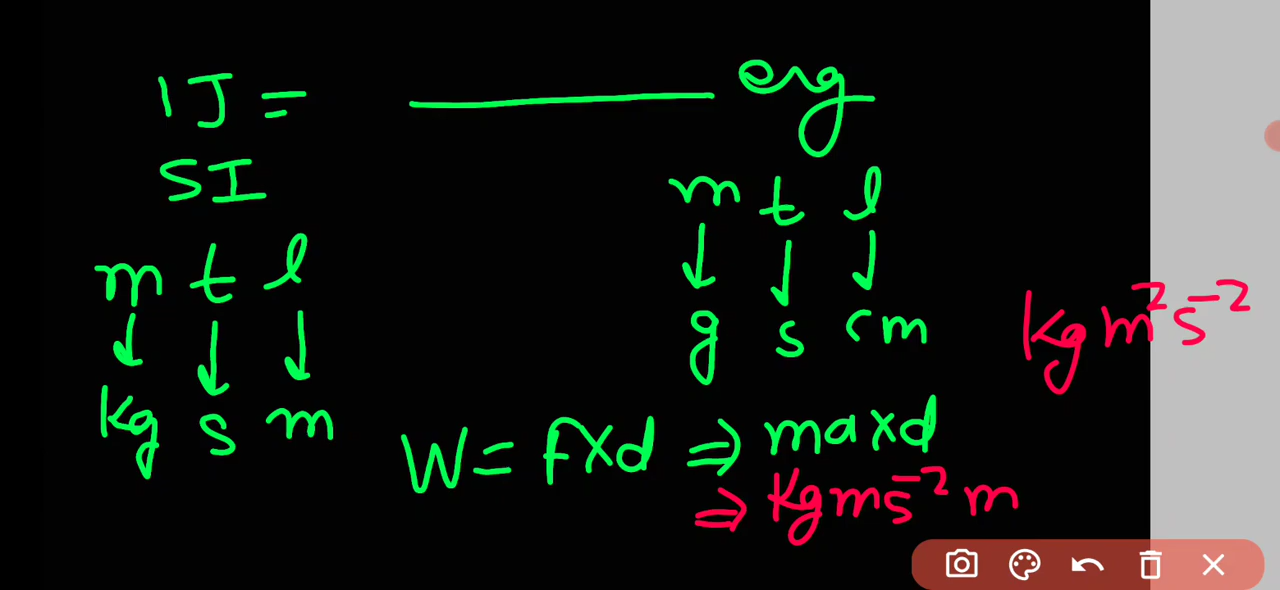 1J = ________ erg
SI
m t l
↓ ↓ ↓
g s cm
m t l
↓ ↓ ↓
kg s m
kg m² s⁻²
W = f×d ⇒ ma×d
⇒ kg m s⁻² m